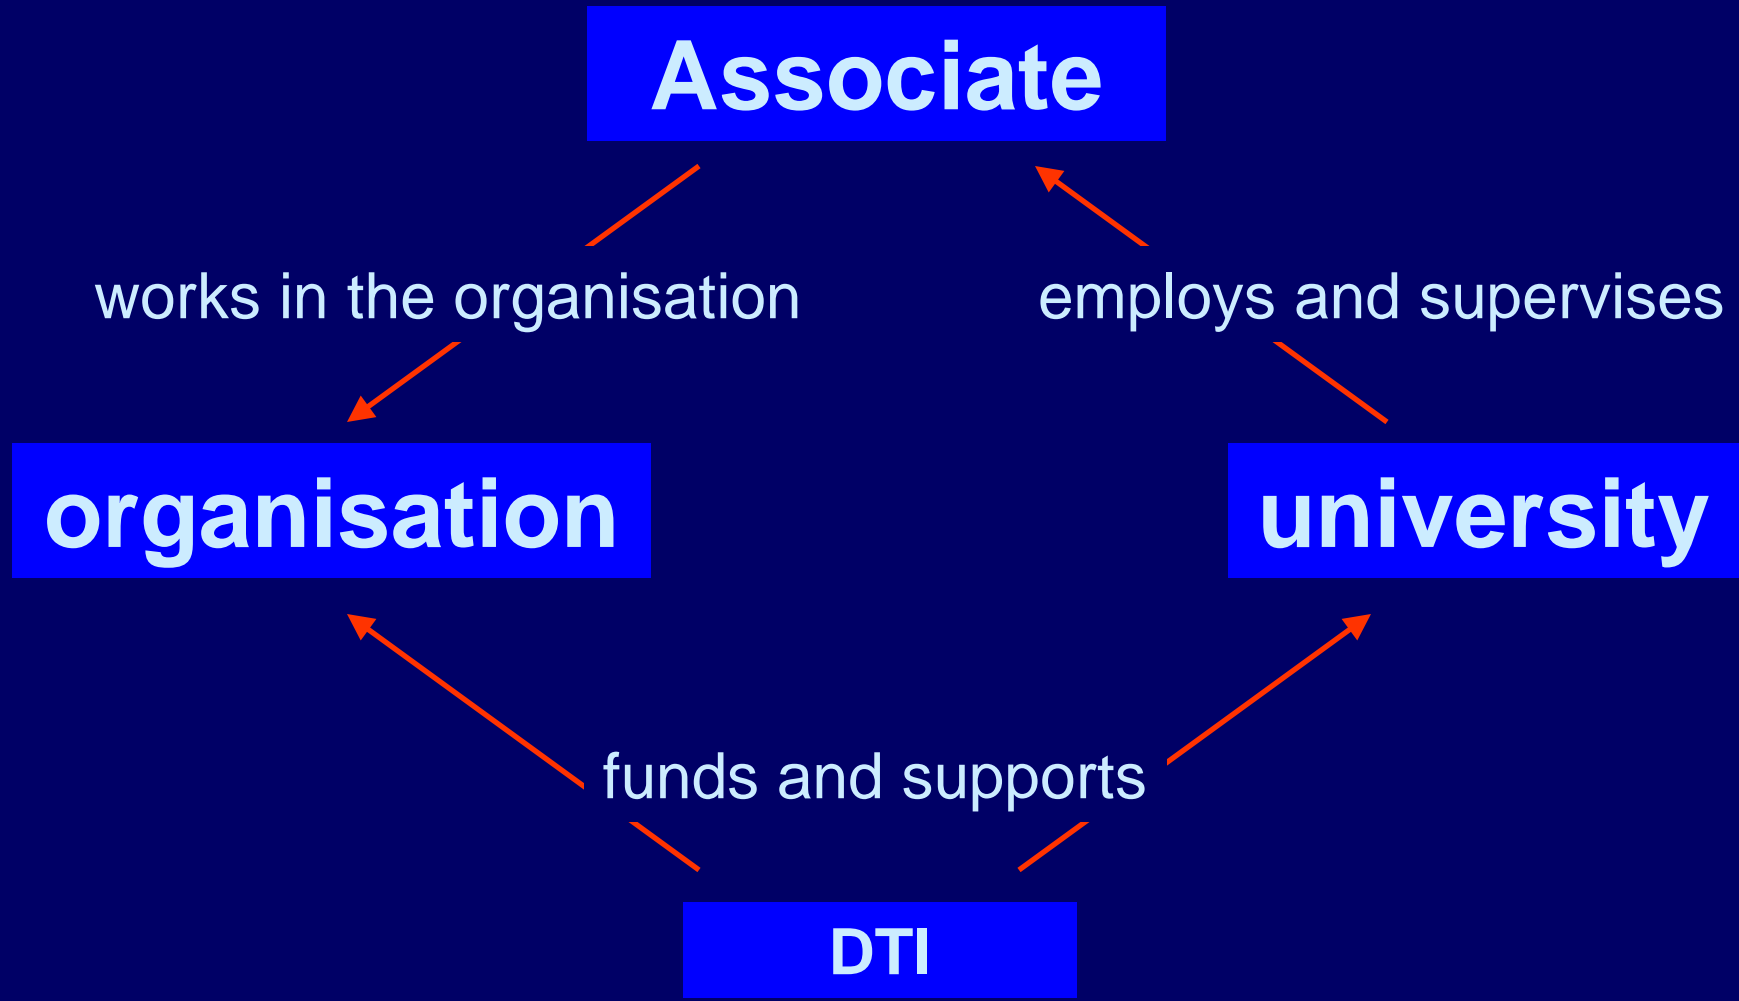 Associate
works in the organisation
employs and supervises
organisation
university
funds and supports
DTI